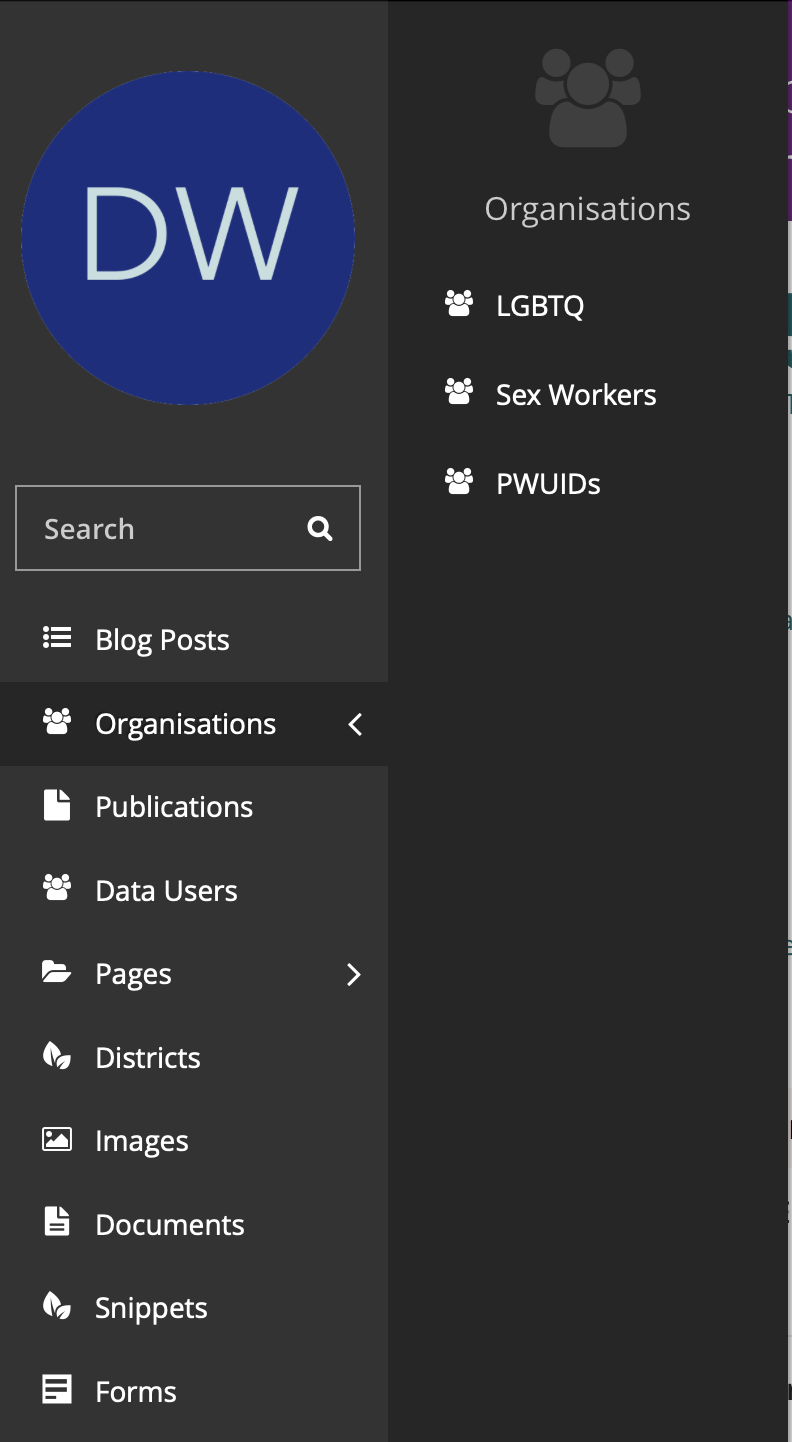 DW
Search
Blog Posts
Organisations
Publications
Data Users
Pages
Districts
Images
Documents
Snippets
Forms
Organisations
LGBTQ
Sex Workers
PWUIDs